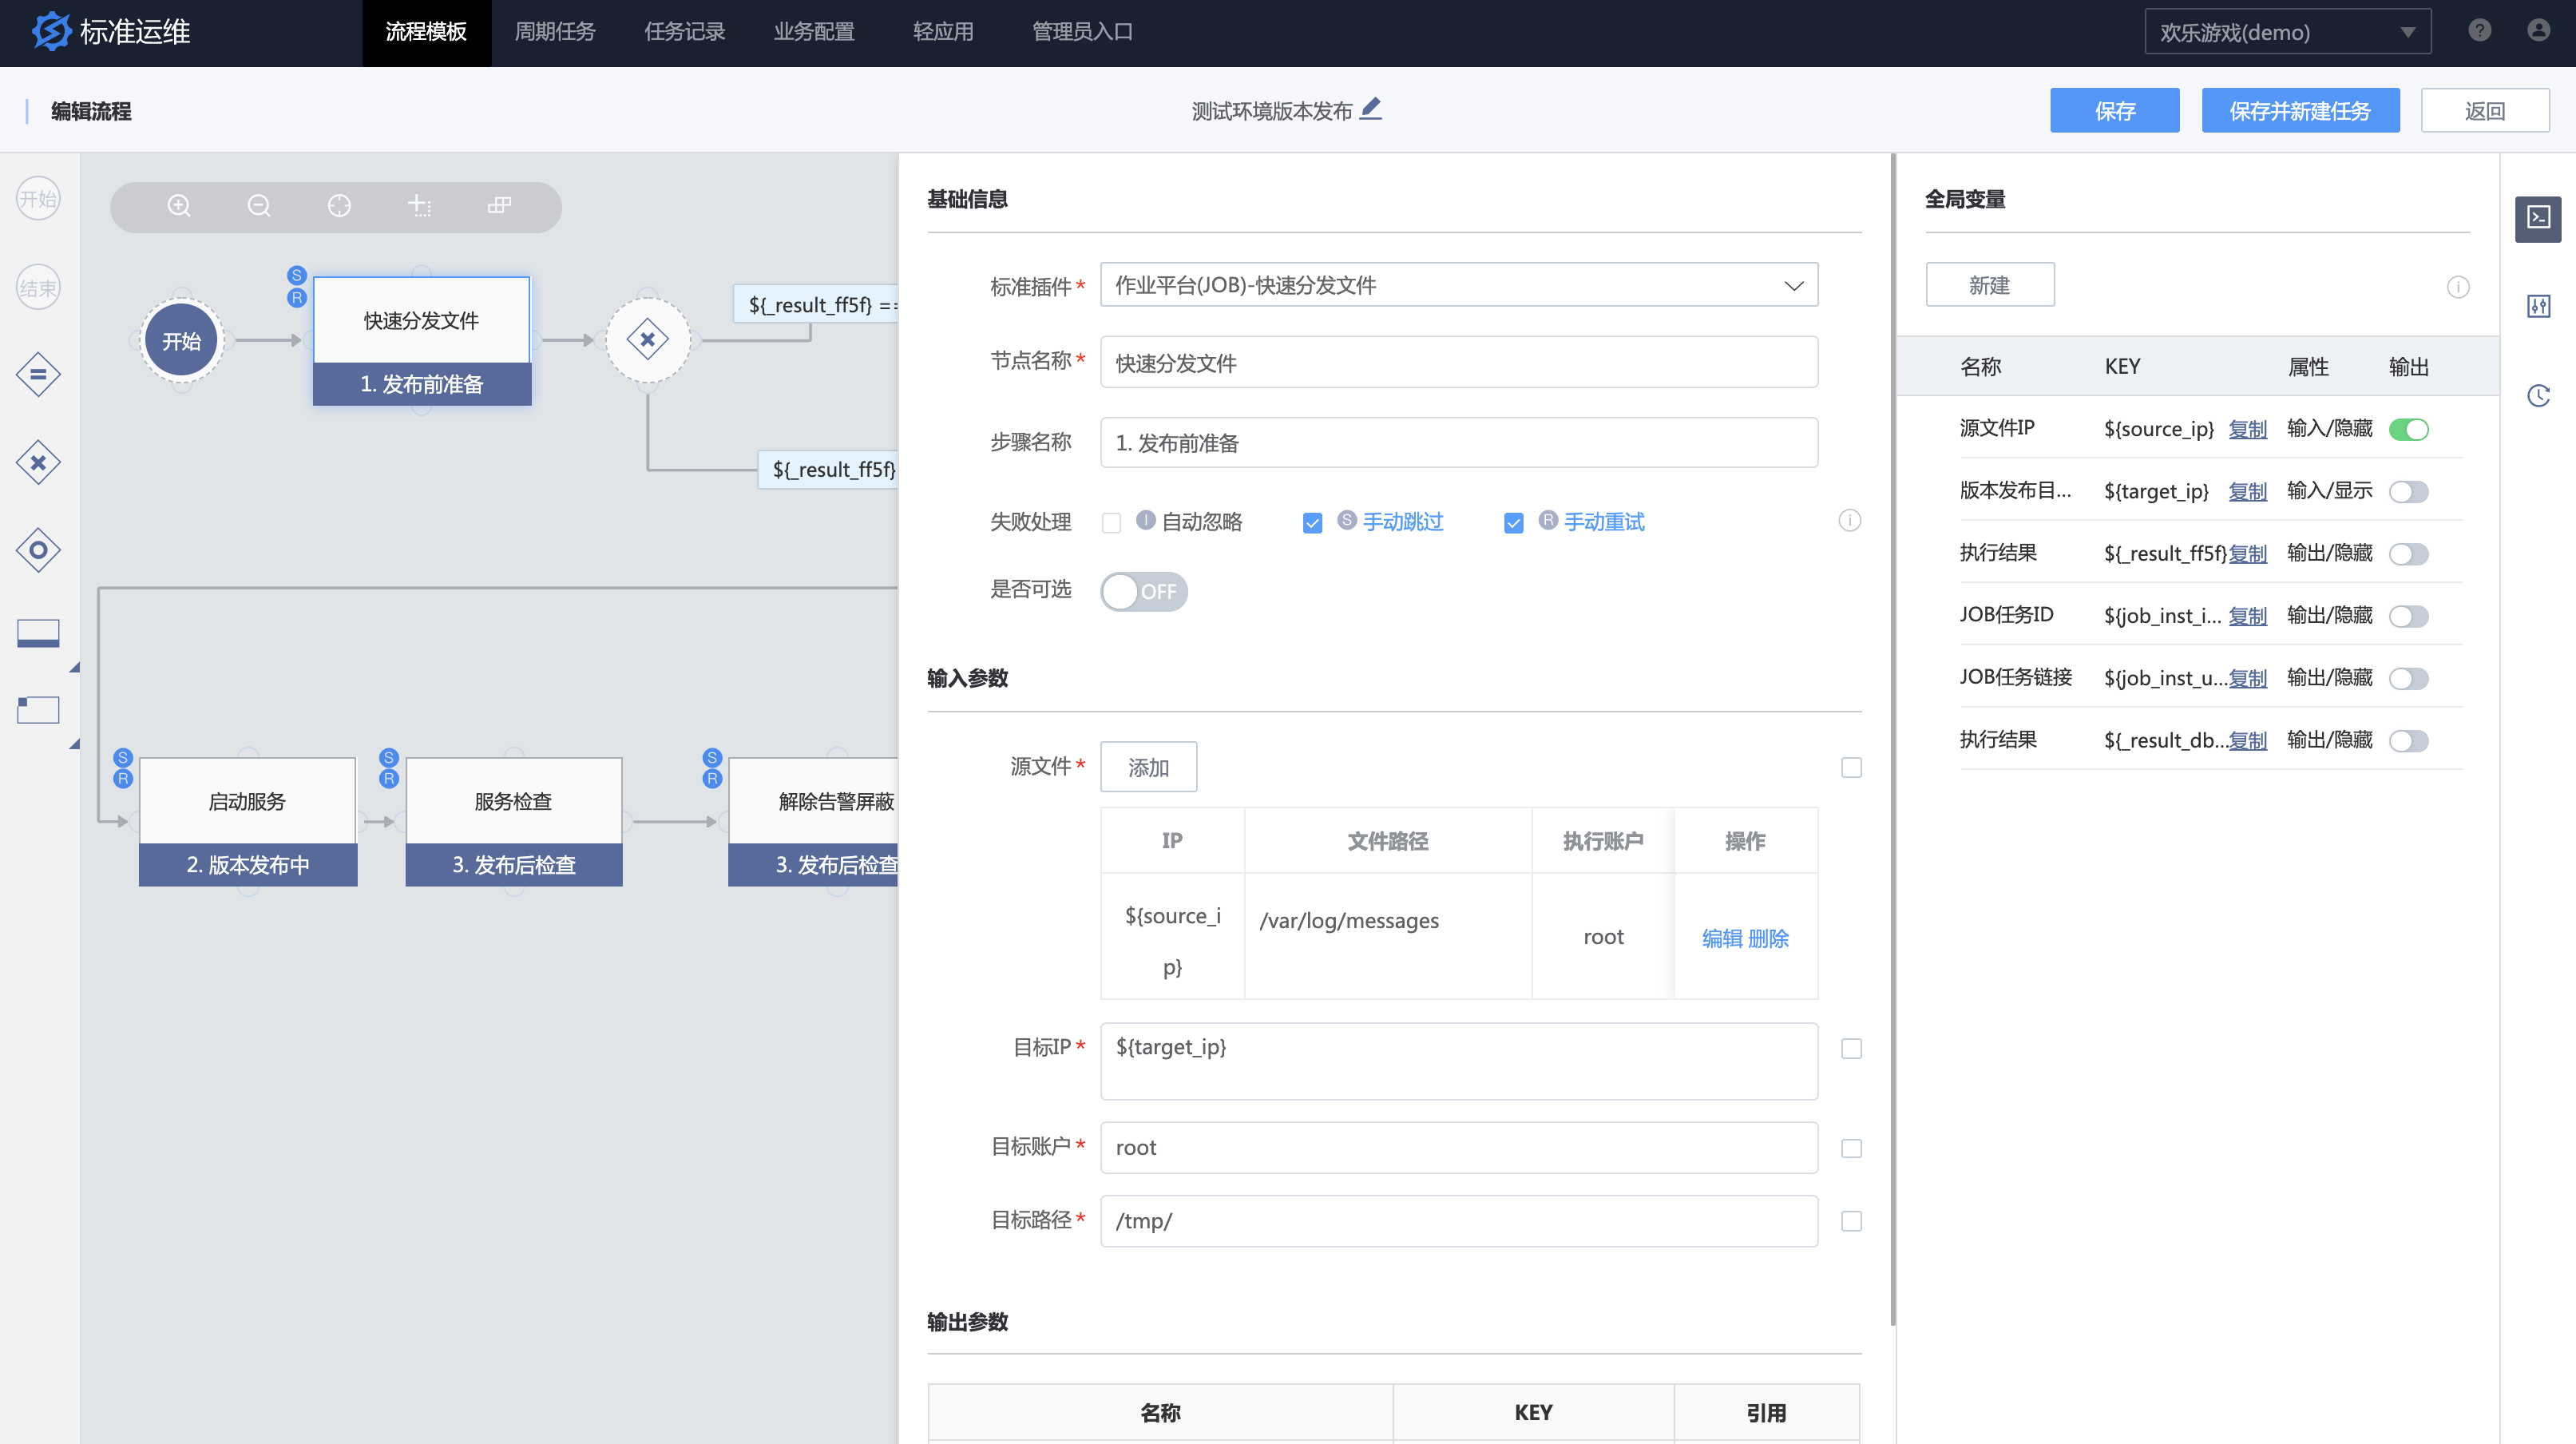 标准运维
流程模板 周期任务 任务记录 业务配置 轻应用 管理员入口
欢乐游戏(demo)
编辑流程
测试环境版本发布
保存 保存并新建任务 返回
开始
结束
开始
S
R
快速分发文件
1. 发布前准备
${_result_ff5f} ==
${_result_ff5f}
S
R
启动服务
2. 版本发布中
S
R
服务检查
3. 发布后检查
S
R
解除告警屏蔽
3. 发布后检查
基础信息
标准插件* 作业平台(JOB)-快速分发文件
节点名称* 快速分发文件
步骤名称 1. 发布前准备
失败处理 I 自动忽略 S 手动跳过 R 手动重试
是否可选 OFF
输入参数
源文件* 添加
IP 文件路径 执行账户 操作
${source_i
p} /var/log/messages root 编辑 删除
目标IP* ${target_ip}
目标账户* root
目标路径* /tmp/
输出参数
名称 KEY 引用
全局变量
新建
名称 KEY 属性 输出
源文件IP ${source_ip} 复制 输入/隐藏
版本发布目... ${target_ip} 复制 输入/显示
执行结果 ${_result_ff5f} 复制 输出/隐藏
JOB任务ID ${job_inst_i... 复制 输出/隐藏
JOB任务链接 ${job_inst_u... 复制 输出/隐藏
执行结果 ${_result_db... 复制 输出/隐藏